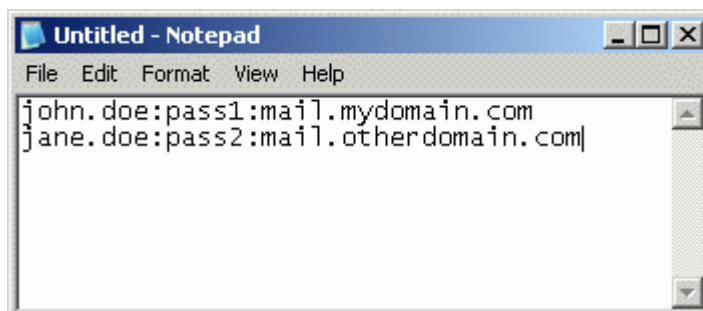 Untitled - Notepad
File Edit Format View Help
john.doe:pass1:mail.mydomain.com
jane.doe:pass2:mail.otherdomain.com